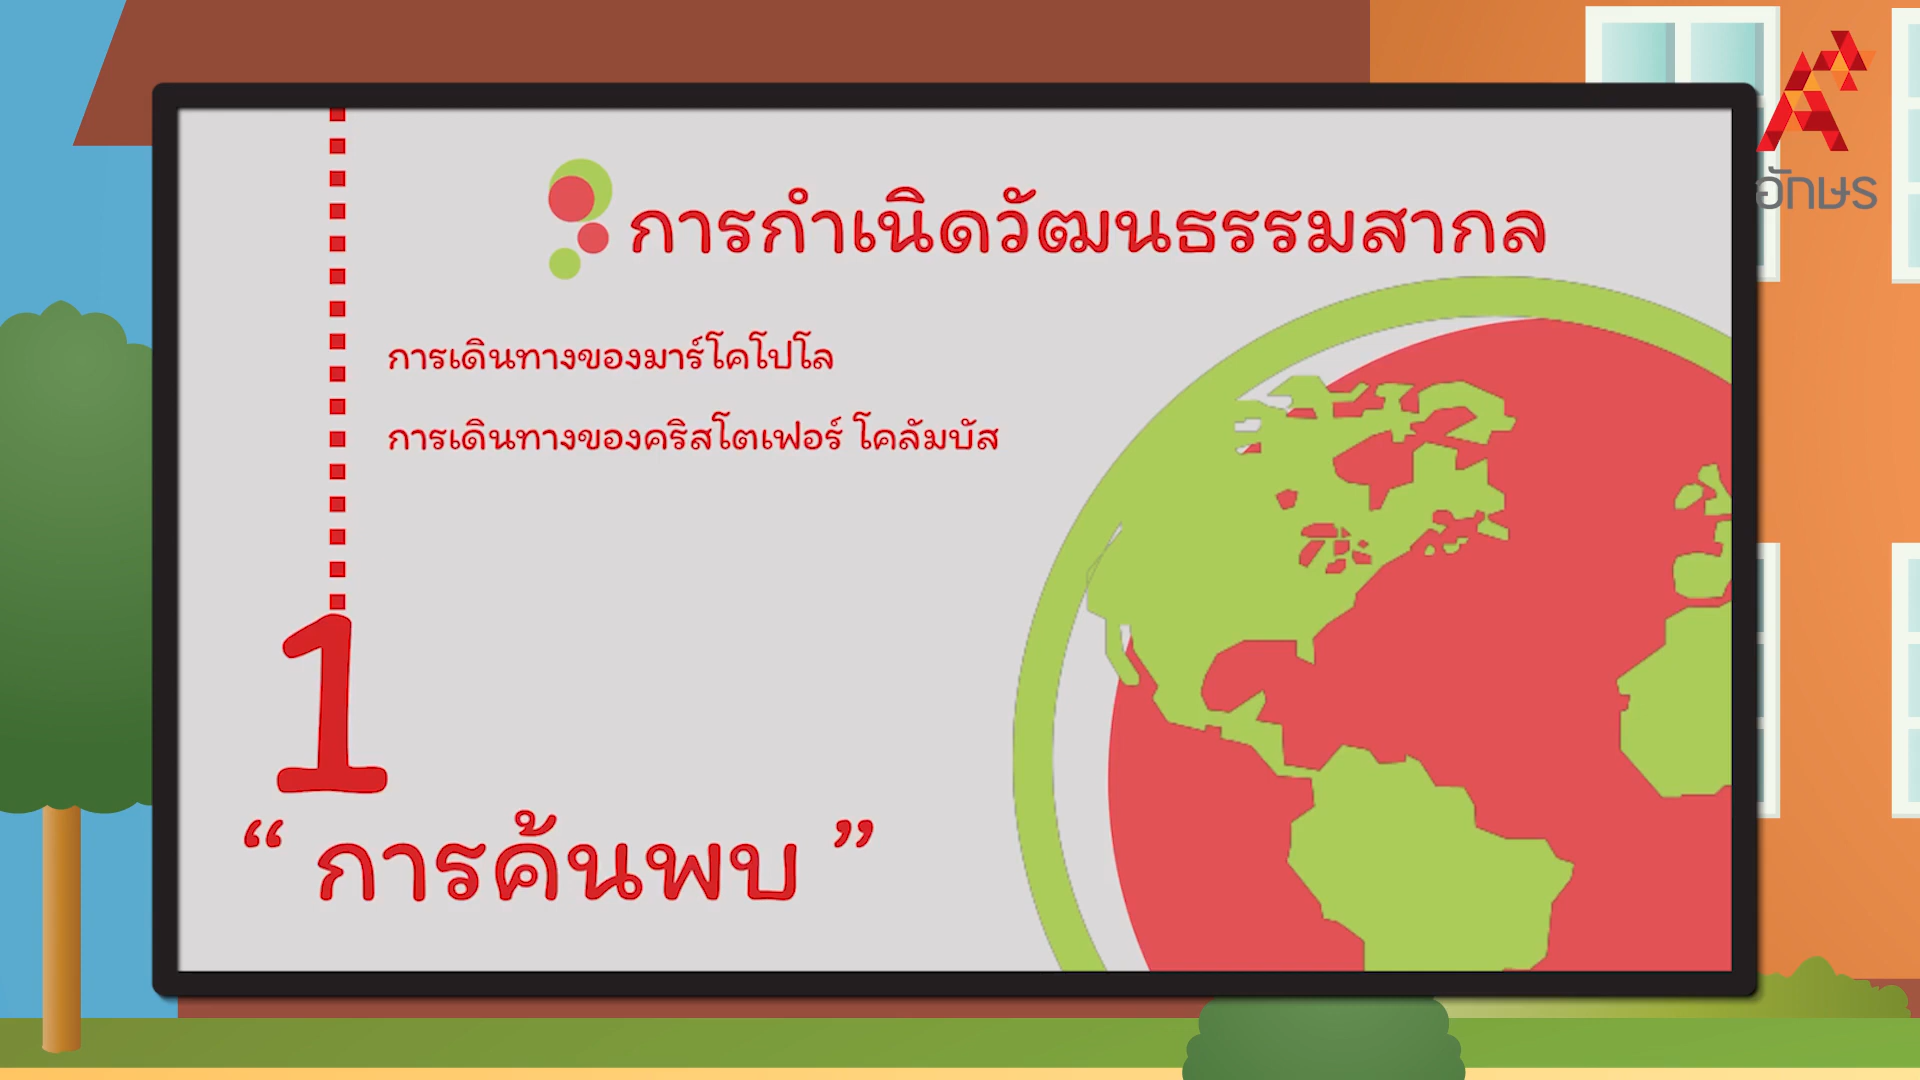 การกำเนิดวัฒนธรรมสากล
อักษร
การเดินทางของมาร์โคโปโล
การเดินทางของคริสโตเฟอร์ โคลัมบัส
1
“ การค้นพบ ”